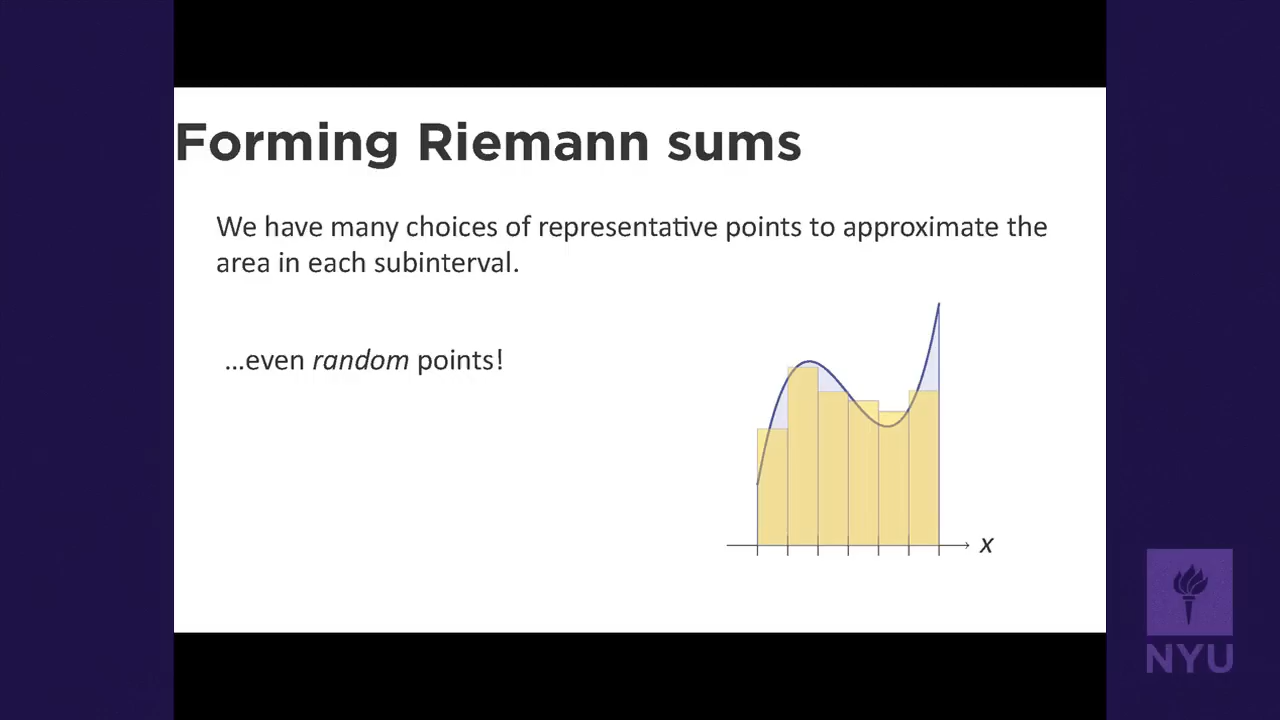 Forming Riemann sums
We have many choices of representative points to approximate the
area in each subinterval.
...even random points!
x
NYU